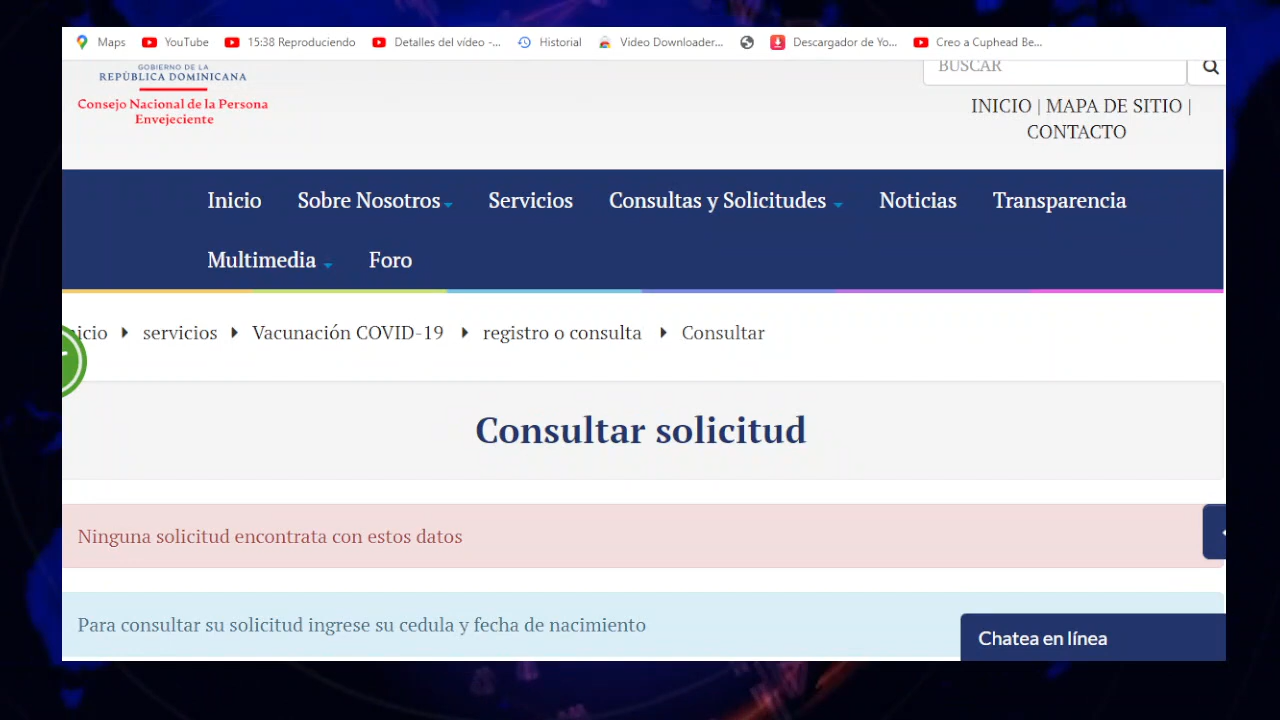 Maps YouTube 15:38 Reproduciendo Detalles del vídeo -... Historial Video Downloader... Descargador de Yo... Creo a Cuphead Be...
GOBIERNO DE LA
REPÚBLICA DOMINICANA
Consejo Nacional de la Persona
Envejeciente
BUSCAR
INICIO | MAPA DE SITIO |
CONTACTO
Inicio Sobre Nosotros Servicios Consultas y Solicitudes Noticias Transparencia
Multimedia Foro
icio servicios Vacunación COVID-19 registro o consulta Consultar
Consultar solicitud
Ninguna solicitud encontrata con estos datos
Para consultar su solicitud ingrese su cedula y fecha de nacimiento
Chatea en línea